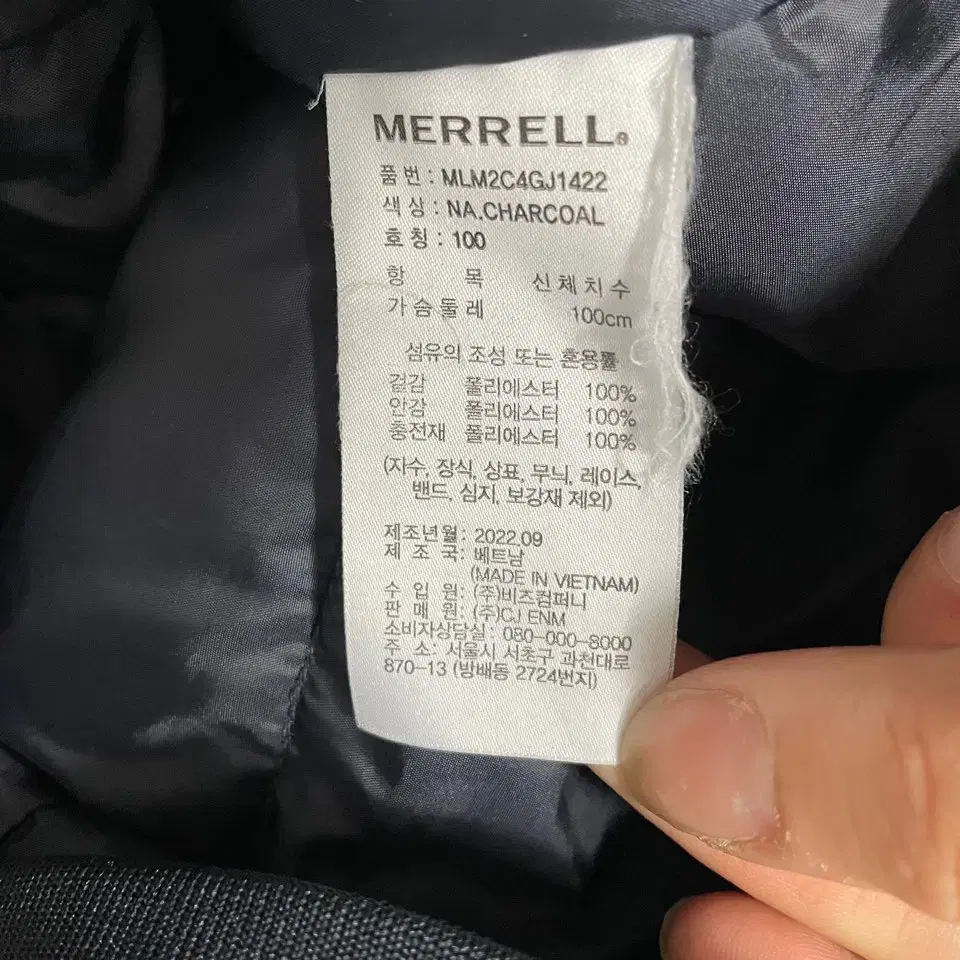 MERRELL®
품번 : MLM2C4GJ1422
색상 : NA.CHARCOAL
호칭 : 100
항 목 신체치수
가슴둘레 100cm
섬유의 조성 또는 혼용률
겉감 폴리에스터 100%
안감 폴리에스터 100%
충전재 폴리에스터 100%
(자수, 장식, 상표, 무늬, 레이스,
밴드, 심지, 보강재 제외)
제조년월: 2022.09
제 조 국: 베트남
(MADE IN VIETNAM)
수 입 원: (주)비즈컴퍼니
판 매 원: (주)CJ ENM
소비자상담실 : 080-000-8000
주 소: 서울시 서초구 과천대로
870-13 (방배동 2724번지)